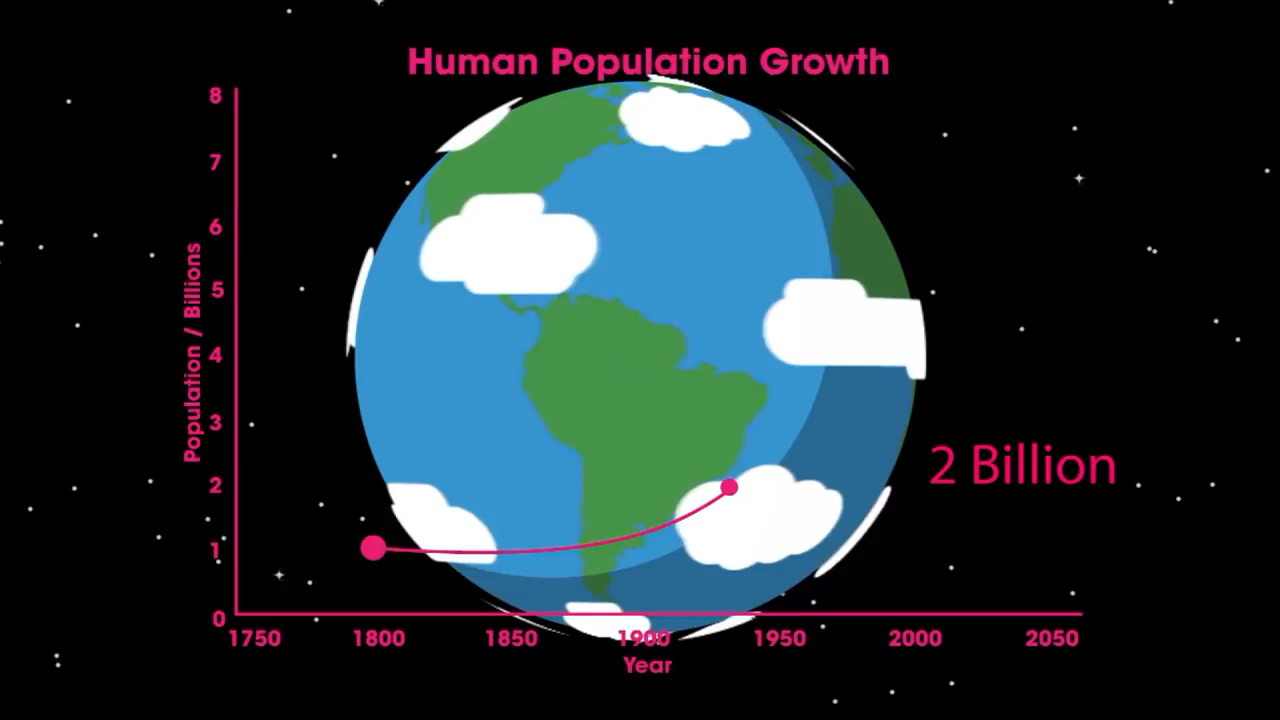 Human Population Growth
8
7
6
5
4
3
2
1
0
Population / Billions
2 Billion
1750 1800 1850 1900 1950 2000 2050
Year